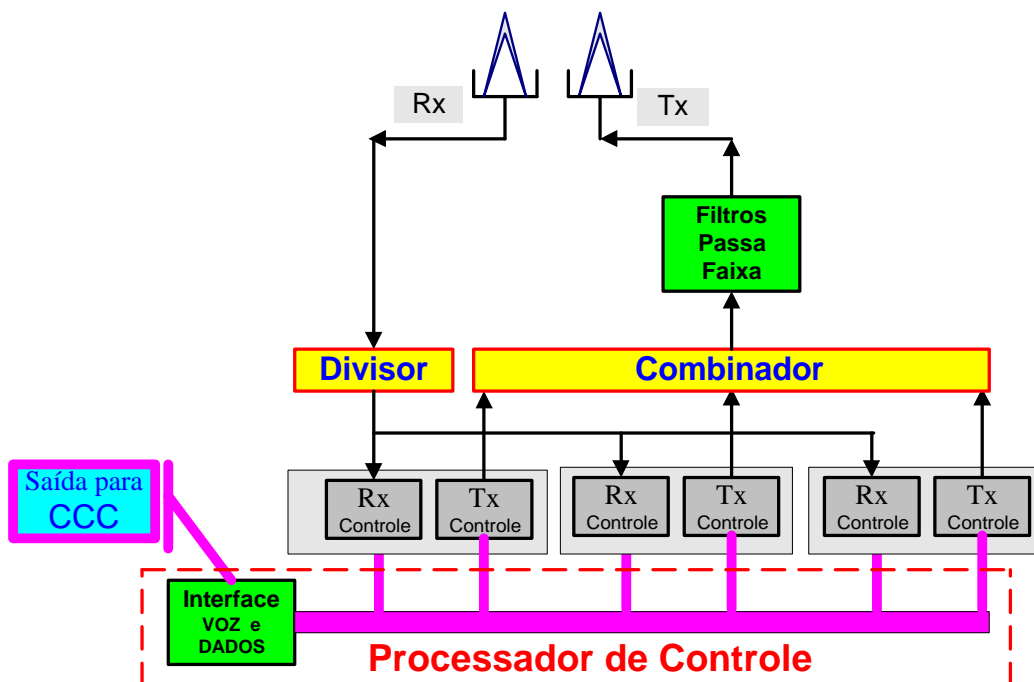 Rx
Tx
Filtros
Passa
Faixa
Divisor
Combinador
Saída para
CCC
Rx
Controle
Tx
Controle
Rx
Controle
Tx
Controle
Rx
Controle
Tx
Controle
Interface
VOZ e
DADOS
Processador de Controle